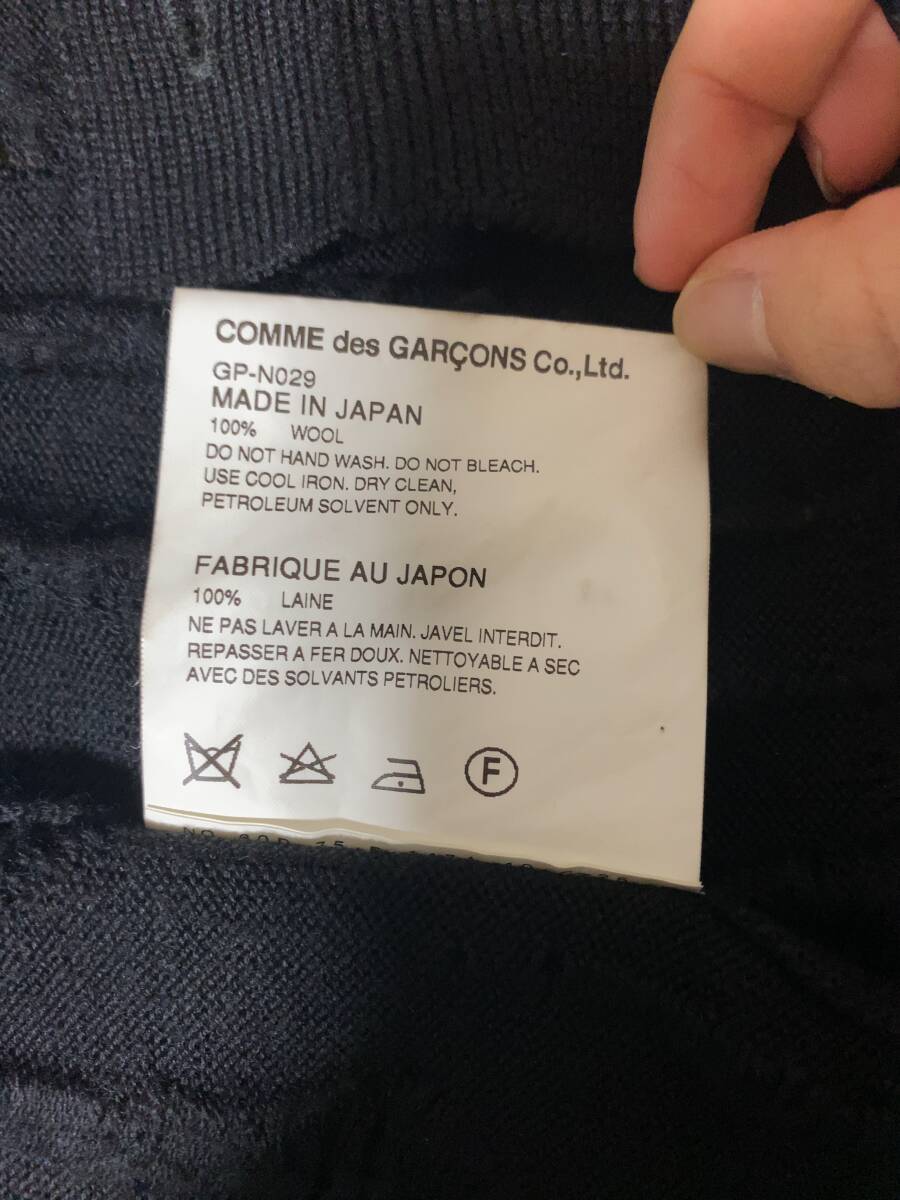 COMME des GARÇONS Co.,Ltd.
GP-N029
MADE IN JAPAN
100% WOOL
DO NOT HAND WASH. DO NOT BLEACH.
USE COOL IRON. DRY CLEAN,
PETROLEUM SOLVENT ONLY.
FABRIQUE AU JAPON
100% LAINE
NE PAS LAVER A LA MAIN. JAVEL INTERDIT.
REPASSER A FER DOUX. NETTOYABLE A SEC
AVEC DES SOLVANTS PETROLIERS.
F